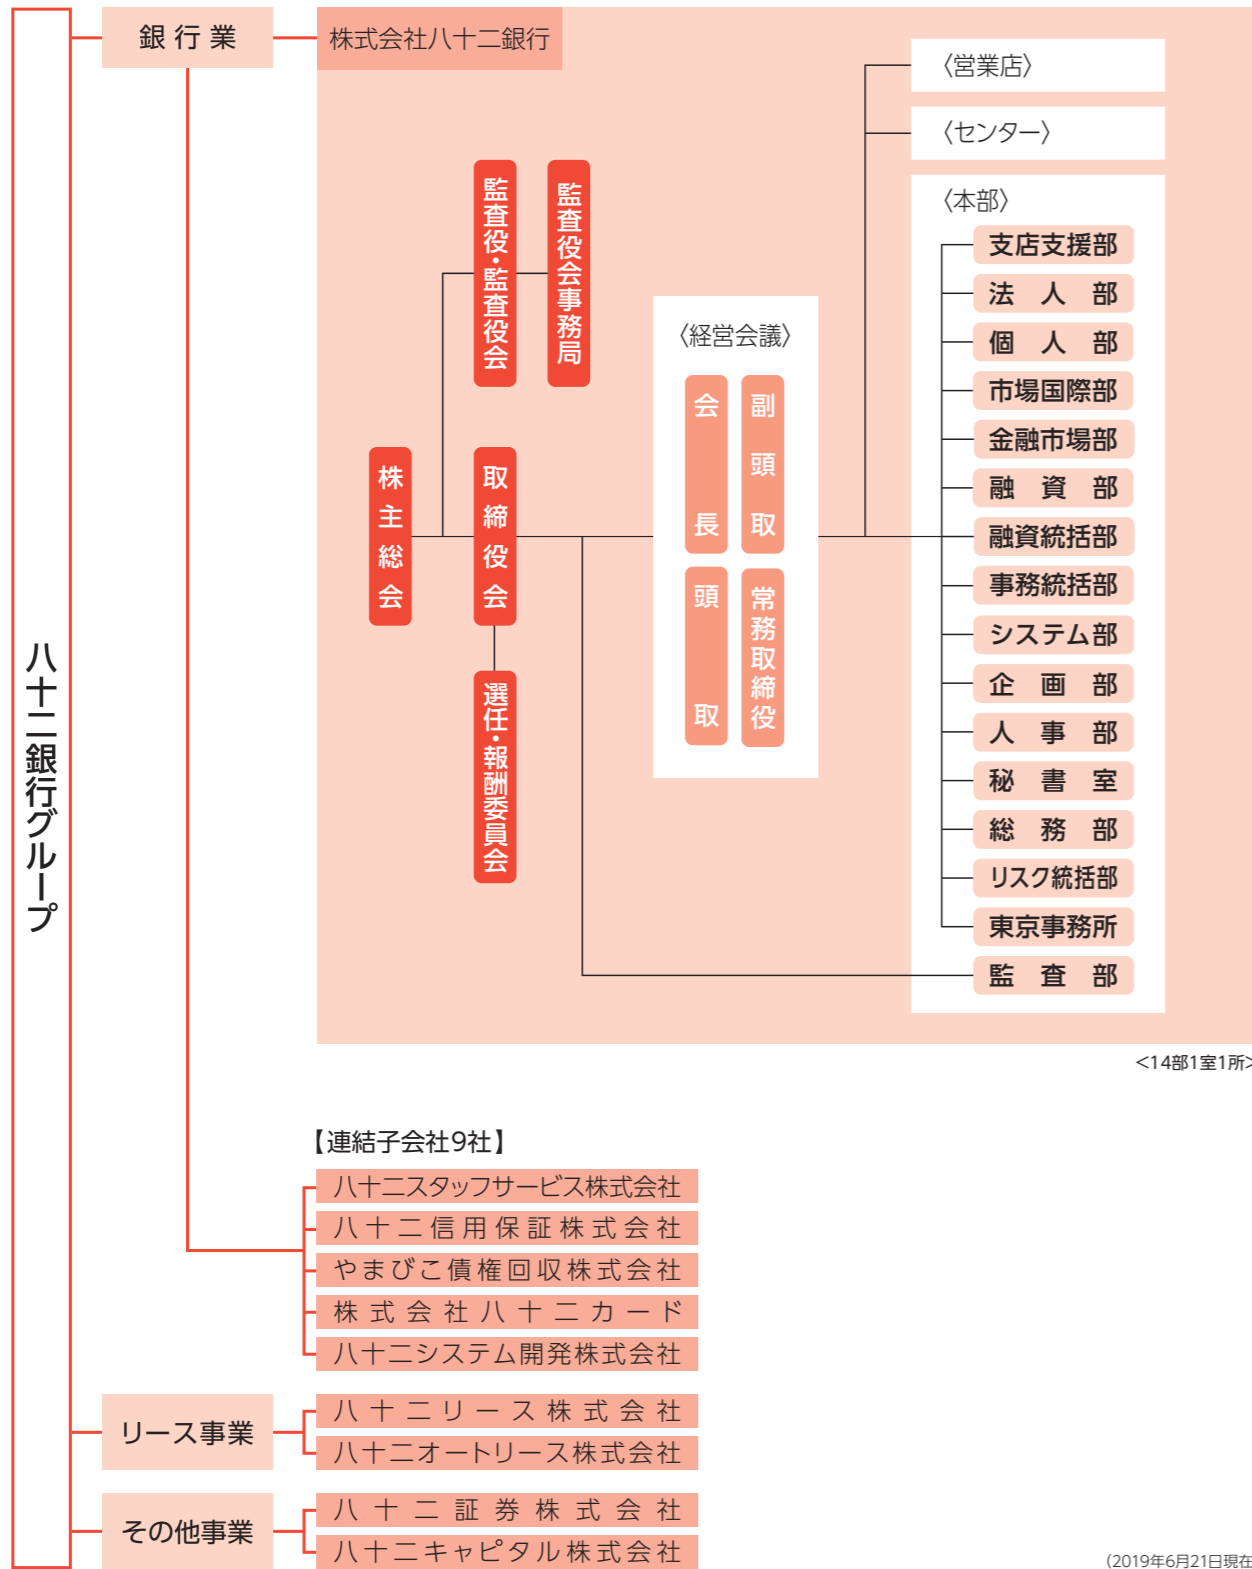 八十二銀行グループ
銀行業
株式会社八十二銀行
株主総会
監査役・監査役会
監査役会事務局
取締役会
選任・報酬委員会
〈経営会議〉
会長
副頭取
頭取
常務取締役
〈営業店〉
〈センター〉
〈本部〉
支店支援部
法人部
個人部
市場国際部
金融市場部
融資部
融資統括部
事務統括部
システム部
企画部
人事部
秘書室
総務部
リスク統括部
東京事務所
監査部
<14部1室1所>
【連結子会社9社】
八十二スタッフサービス株式会社
八十二信用保証株式会社
やまびこ債権回収株式会社
株式会社八十二カード
八十二システム開発株式会社
リース事業
八十二リース株式会社
八十二オートリース株式会社
その他事業
八十二証券株式会社
八十二キャピタル株式会社
(2019年6月21日現在